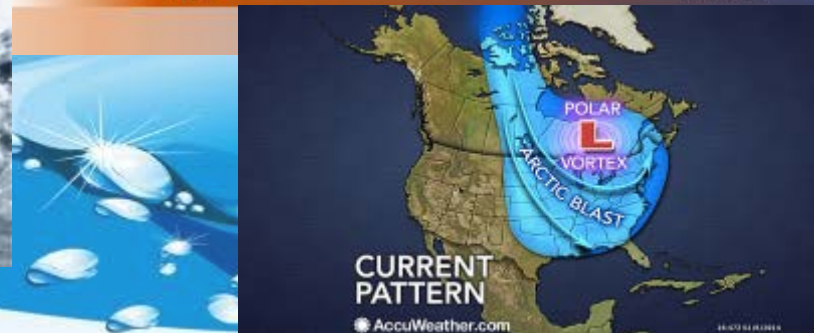 POLAR
L
VORTEX
ARCTIC BLAST
CURRENT
PATTERN
AccuWeather.com